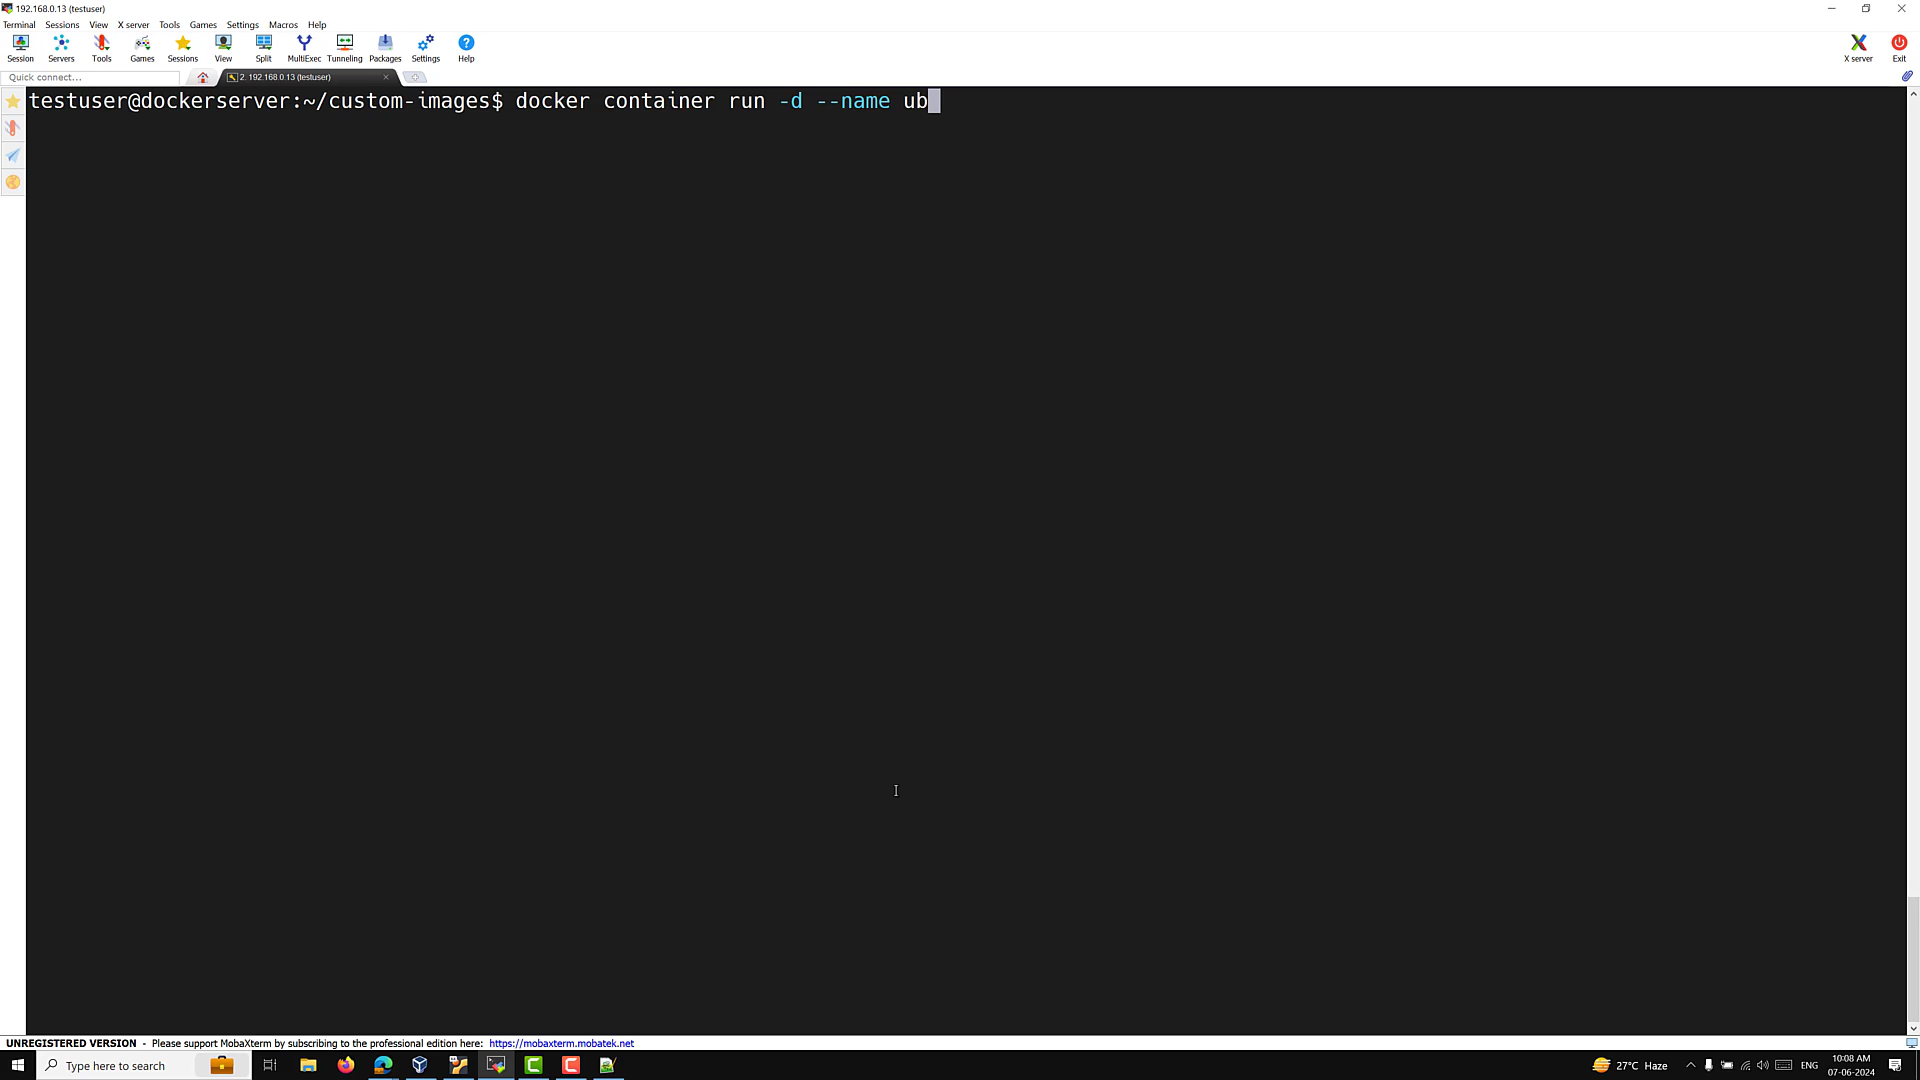 192.168.0.13 (testuser)
Terminal Sessions View X server Tools Games Settings Macros Help
Session Servers Tools Games Sessions View Split MultiExec Tunneling Packages Settings Help X server Exit
Quick connect...
2. 192.168.0.13 (testuser)
testuser@dockerserver:~/custom-images$ docker container run -d --name ub
UNREGISTERED VERSION - Please support MobaXterm by subscribing to the professional edition here: https://mobaxterm.mobatek.net
Type here to search
27°C Haze
ENG
10:08 AM
07-06-2024